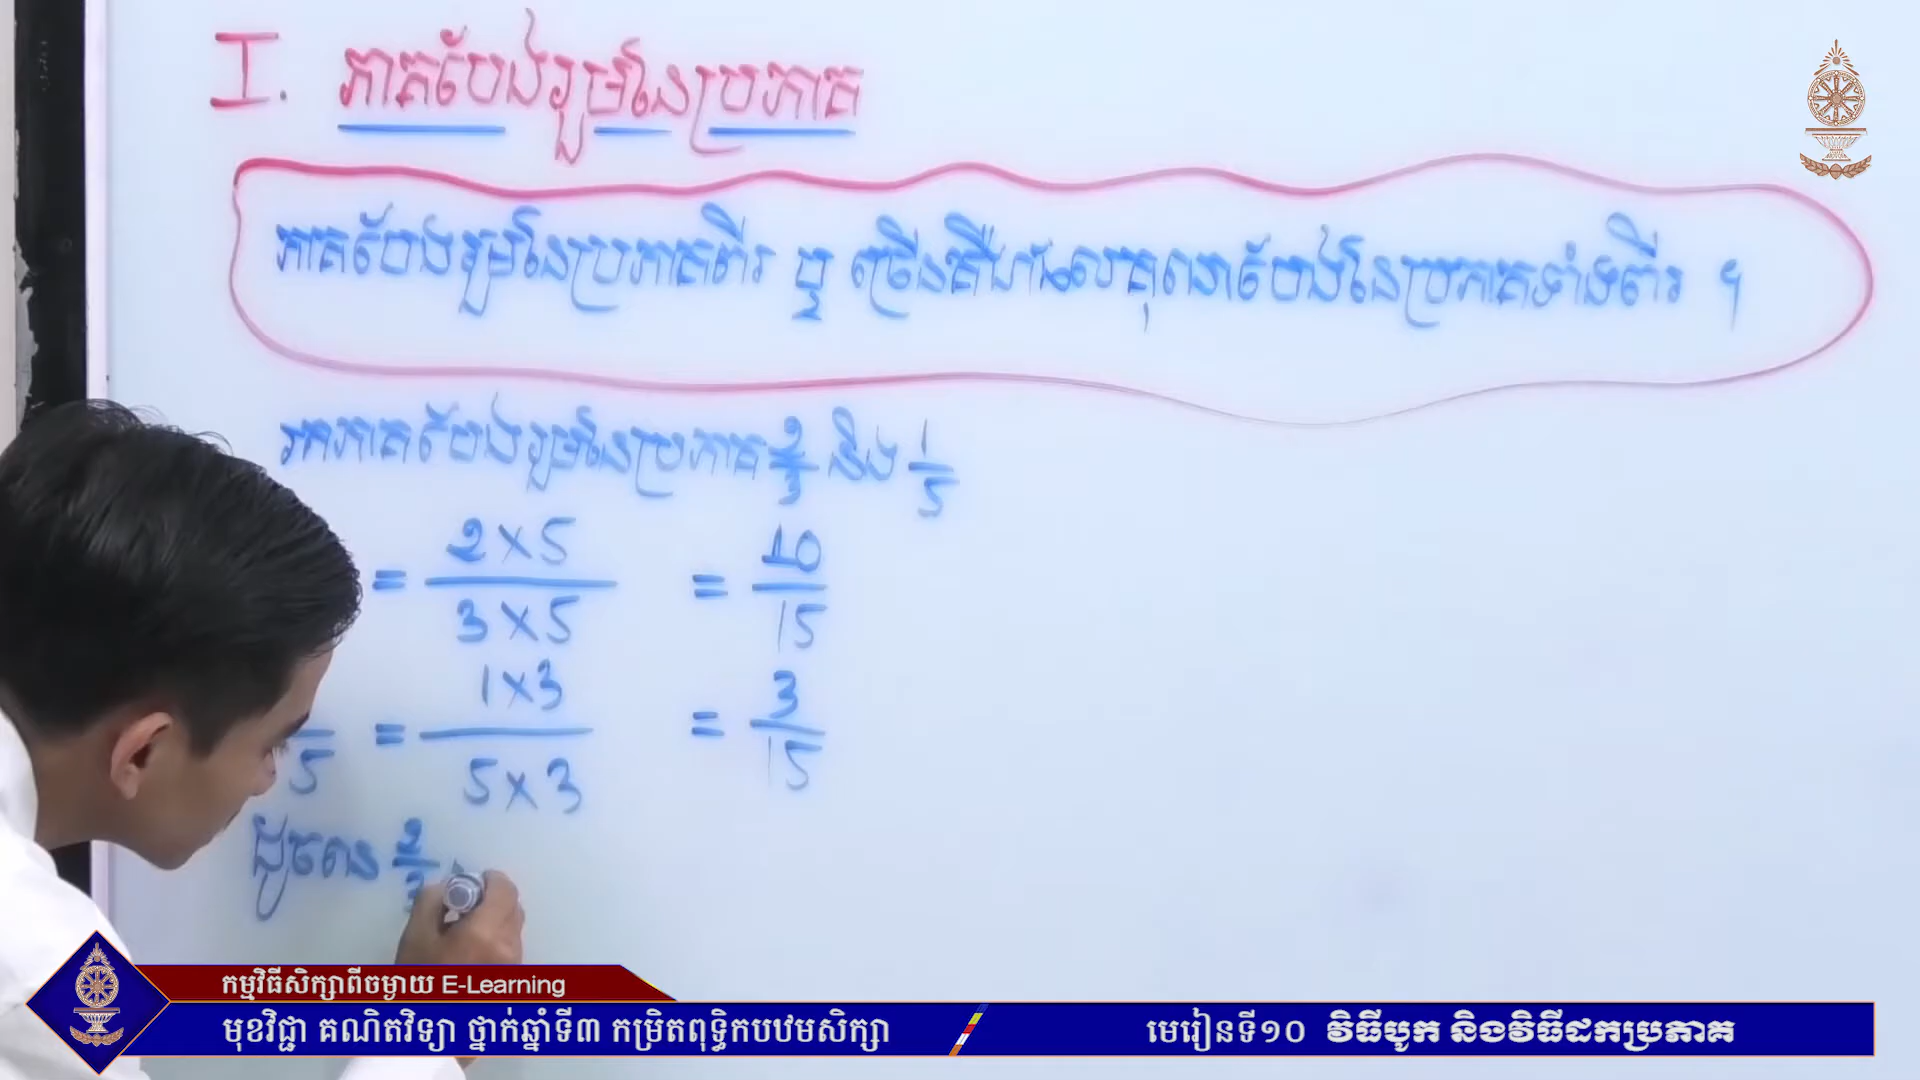 I. ភាគបែងរួមនៃប្រភាគ
ភាគបែងរួមនៃប្រភាគពីរ ឬ ច្រើនគឺជាផលគុណភាគបែងនៃប្រភាគទាំងពីរ ។
រកភាគបែងរួមនៃប្រភាគ 2/3 និង 1/5
= 2 × 5 / 3 × 5 = 10 / 15
5 = 1 × 3 / 5 × 3 = 3 / 15
ដូចបាន 2/3
កម្មវិធីសិក្សាពីចម្ងាយ E-Learning
មុខវិជ្ជា គណិតវិទ្យា ថ្នាក់ឆ្នាំទី៣ កម្រិតពុទ្ធិកបឋមសិក្សា
មេរៀនទី១០ វិធីបូក និងវិធីដកប្រភាគ